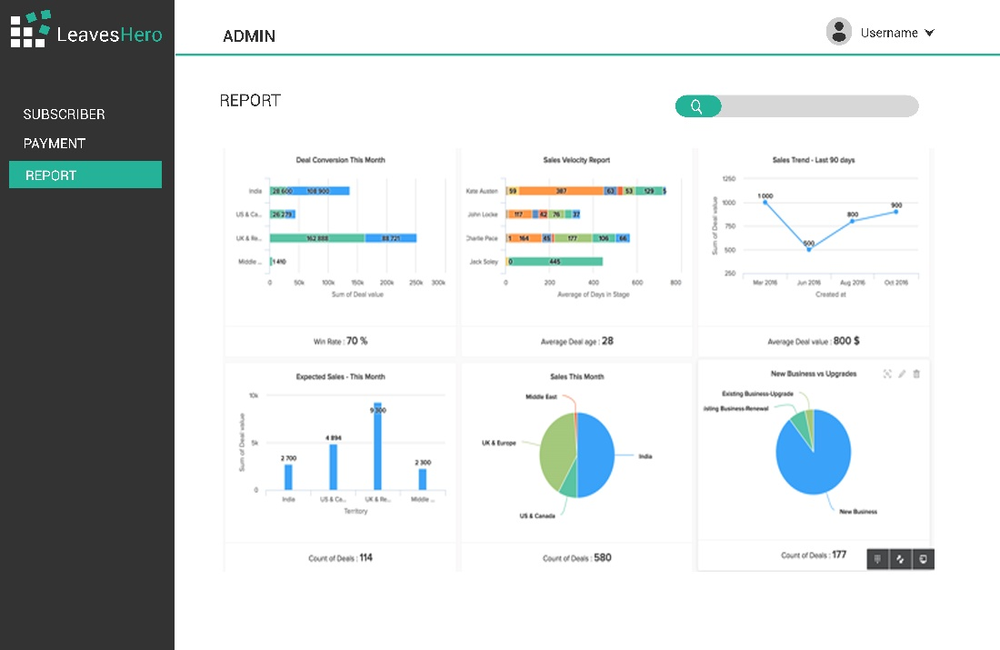 LeavesHero
ADMIN
Username
SUBSCRIBER
PAYMENT
REPORT
REPORT
Deal Conversion This Month
India
28 600 108 900
US & Ca...
26 273
UK & Re...
162 888 88 721
Middle ...
1 410
0 50k 100k 150k 200k 250k 300k
Sum of Deal value
Win Rate : 70 %
Sales Velocity Report
Kate Austen
59 387 63 53 129 5
John Locke
117 42 76 37
Charlie Pace
1 164 45 177 106 66
Jack Soley
0 445
0 200 400 600 800
Average of Days in Stage
Average Deal age : 28
Sales Trend - Last 90 days
Sum of Deal value
1250
1000
750
500
250
1 000
500
800
900
Mar 2016 Jun 2016 Aug 2016 Oct 2016
Created at
Average Deal value : 800 $
Expected Sales - This Month
Sum of Deal value
10k
5k
0
2 700
4 894
9 300
2 300
India US & Ca... UK & Re... Middle ...
Territory
Count of Deals : 114
Sales This Month
Middle East
UK & Europe
India
US & Canada
Count of Deals : 580
New Business vs Upgrades
Existing Business-Upgrade
isting Business-Renewal
New Business
Count of Deals : 177